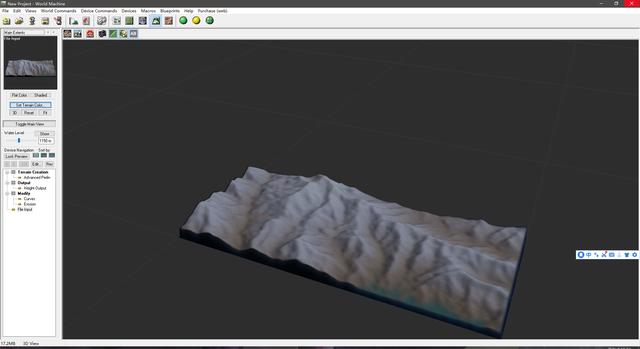 New Project - World Machine
File Edit Views World Commands Device Commands Devices Macros Blueprints Help Purchase (web)
Main Extents
File Input
Flat Color Shaded
Set Terrain Color...
3D Reset Fit
Toggle Main View
Water Level Show
1150 m
Device Navigation Sort by
Lock Preview
Edit
Terrain Creation
Advanced Perlin
Output
Height Output
Modify
Curves
Erosion
File Input
中
17.2MB 3D View